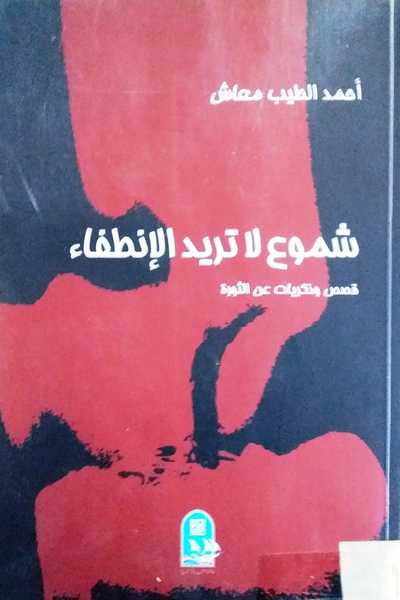 أحمد الطيب معاش
شموع لا تريد الإنطفاء
قصص وذكريات عن الثورة